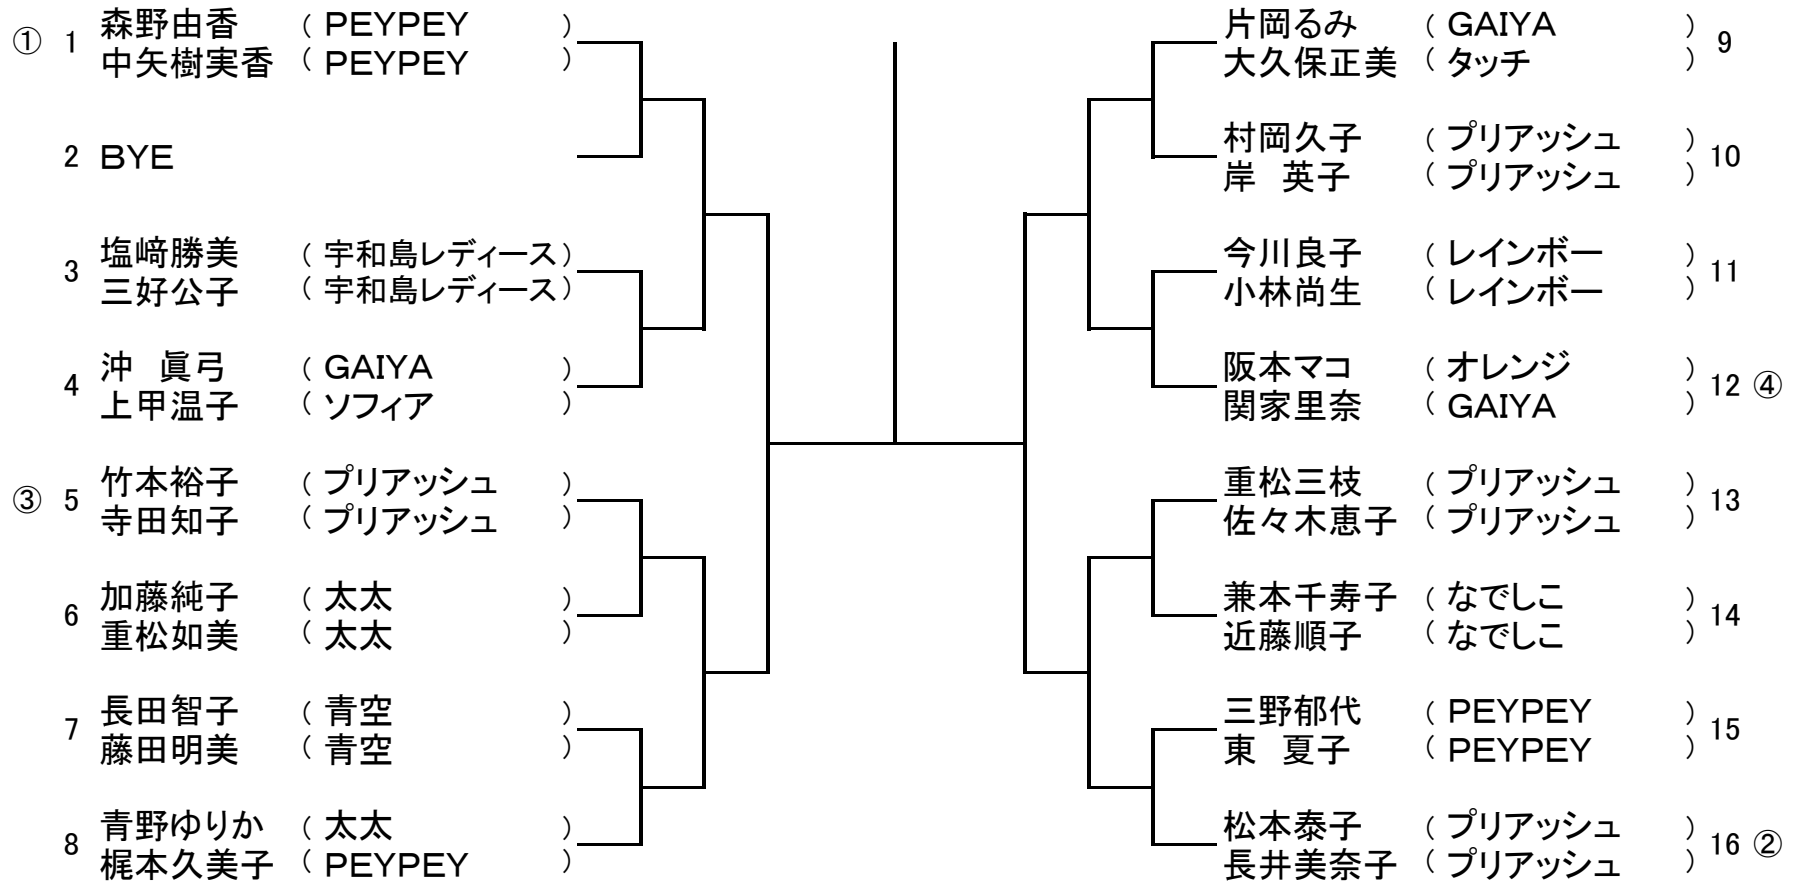 ① 1 森野由香 ( PEYPEY )
中矢樹実香 ( PEYPEY )
2 BYE
3 塩﨑勝美 ( 宇和島レディース )
三好公子 ( 宇和島レディース )
4 沖 眞弓 ( GAIYA )
上甲温子 ( ソフィア )
③ 5 竹本裕子 ( プリアッシュ )
寺田知子 ( プリアッシュ )
6 加藤純子 ( 太太 )
重松如美 ( 太太 )
7 長田智子 ( 青空 )
藤田明美 ( 青空 )
8 青野ゆりか ( 太太 )
梶本久美子 ( PEYPEY )
片岡るみ ( GAIYA ) 9
大久保正美 ( タッチ )
村岡久子 ( プリアッシュ ) 10
岸 英子 ( プリアッシュ )
今川良子 ( レインボー ) 11
小林尚生 ( レインボー )
阪本マコ ( オレンジ ) 12 ④
関家里奈 ( GAIYA )
重松三枝 ( プリアッシュ ) 13
佐々木恵子 ( プリアッシュ )
兼本千寿子 ( なでしこ ) 14
近藤順子 ( なでしこ )
三野郁代 ( PEYPEY ) 15
東 夏子 ( PEYPEY )
松本泰子 ( プリアッシュ ) 16 ②
長井美奈子 ( プリアッシュ )